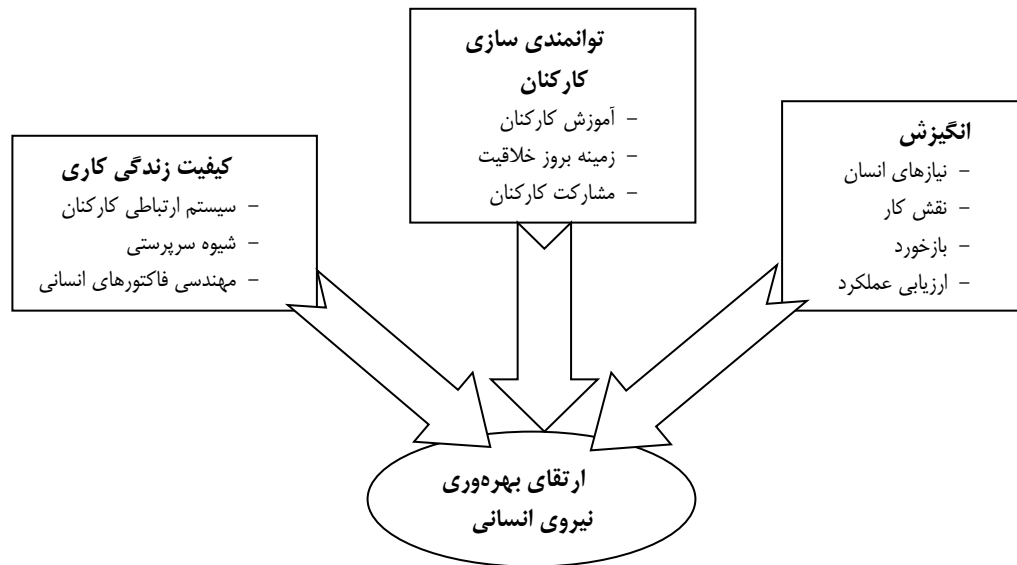 انگیزش
- نیازهای انسان
- نقش کار
- بازخورد
- ارزیابی عملکرد
توانمندی سازی
کارکنان
- آموزش کارکنان
- زمینه بروز خلاقیت
- مشارکت کارکنان
کیفیت زندگی کاری
- سیستم ارتباطی کارکنان
- شیوه سرپرستی
- مهندسی فاکتورهای انسانی
ارتقای بهره‌وری
نیروی انسانی